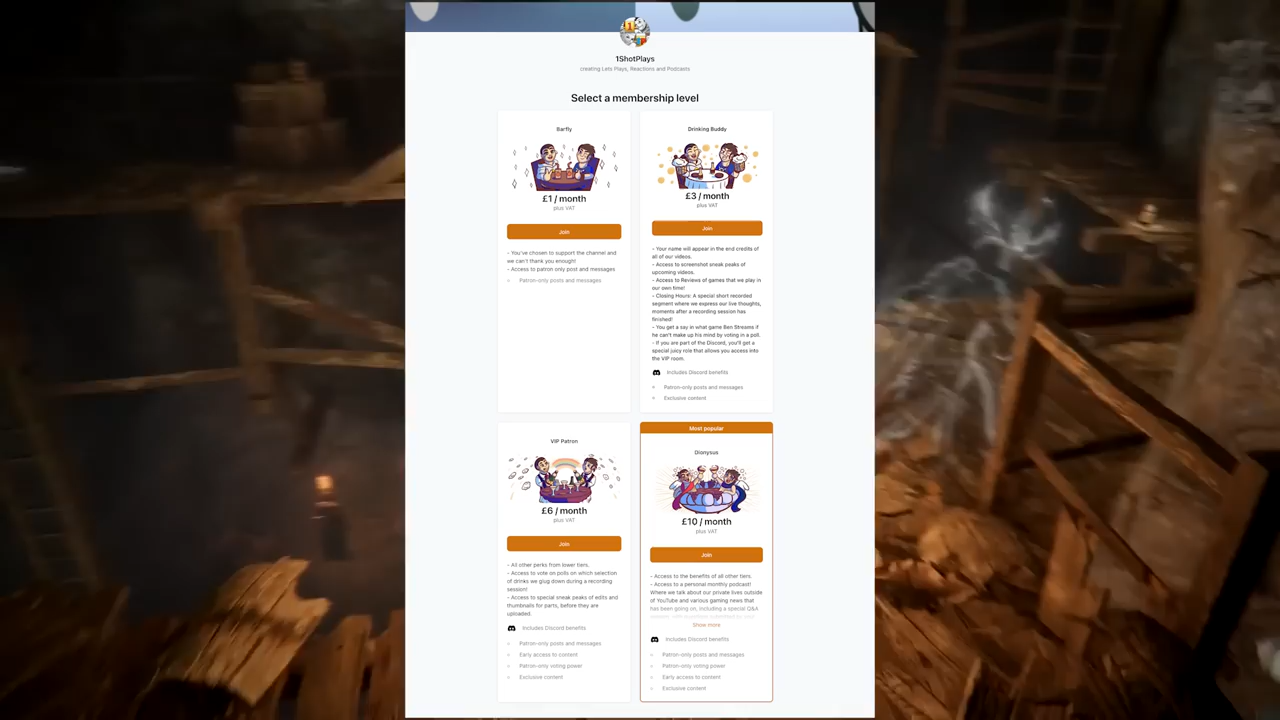 1ShotPlays
creating Lets Plays, Reactions and Podcasts
Select a membership level
Barfly
£1 / month
plus VAT
Join
- You've chosen to support the channel and
we can't thank you enough!
- Access to patron only post and messages
Patron-only posts and messages
Drinking Buddy
£3 / month
plus VAT
Join
- Your name will appear in the end credits of
all of our videos.
- Access to screenshot sneak peaks of
upcoming videos.
- Access to Reviews of games that we play in
our own time!
- Closing Hours: A special short recorded
segment where we express our live thoughts,
moments after a recording session has
finished!
- You get a say in what game Ben Streams if
he can't make up his mind by voting in a poll.
- If you are part of the Discord, you'll get a
special juicy role that allows you access into
the VIP room.
Includes Discord benefits
Patron-only posts and messages
Exclusive content
VIP Patron
£6 / month
plus VAT
Join
- All other perks from lower tiers.
- Access to vote on polls on which selection
of drinks we glug down during a recording
session!
- Access to special sneak peaks of edits and
thumbnails for parts, before they are
uploaded.
Includes Discord benefits
Patron-only posts and messages
Early access to content
Patron-only voting power
Exclusive content
Most popular
Dionysus
£10 / month
plus VAT
Join
- Access to the benefits of all other tiers.
- Access to a personal monthly podcast!
Where we talk about our private lives outside
of YouTube and various gaming news that
has been going on, including a special Q&A
Show more
Includes Discord benefits
Patron-only posts and messages
Patron-only voting power
Early access to content
Exclusive content